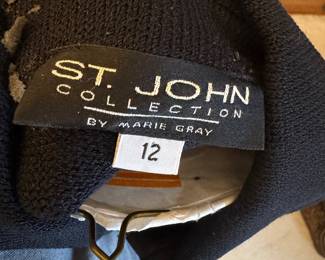 ST. JOHN
COLLECTION
BY MARIE GRAY
12